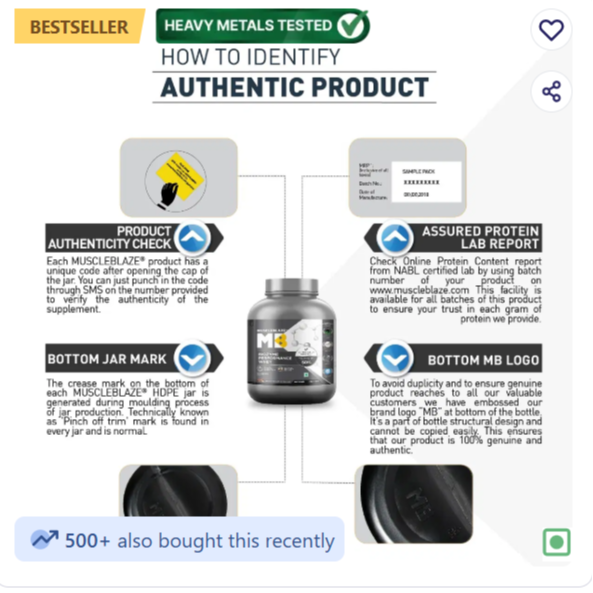 BESTSELLER
HEAVY METALS TESTED
HOW TO IDENTIFY
AUTHENTIC PRODUCT
SAMPLE PACK
XXXXXXXXX
PRODUCT
AUTHENTICITY CHECK
Each MUSCLEBLAZE® product has a
unique code after opening the cap of
the jar. You can just punch in the code
through SMS on the number provided
to verify the authenticity of the
supplement.
ASSURED PROTEIN
LAB REPORT
Check Online Protein Content report
from NABL certified lab by using batch
number of your product on
www.muscleblaze.com This facility is
available for all batches of this product
to ensure your trust in each gram of
protein we provide.
MB
BOTTOM JAR MARK
The crease mark on the bottom of
each MUSCLEBLAZE® HDPE jar is
generated during moulding process
of jar production. Technically known
as 'Pinch off trim' mark is found in
every jar and is normal.
BOTTOM MB LOGO
To avoid duplicity and to ensure genuine
product reaches to all our valuable
customers we have embossed our
brand logo "MB" at bottom of the bottle.
It's a part of bottle structural design and
cannot be copied easily. This ensures
that our product is 100% genuine and
authentic.
MB
500+ also bought this recently